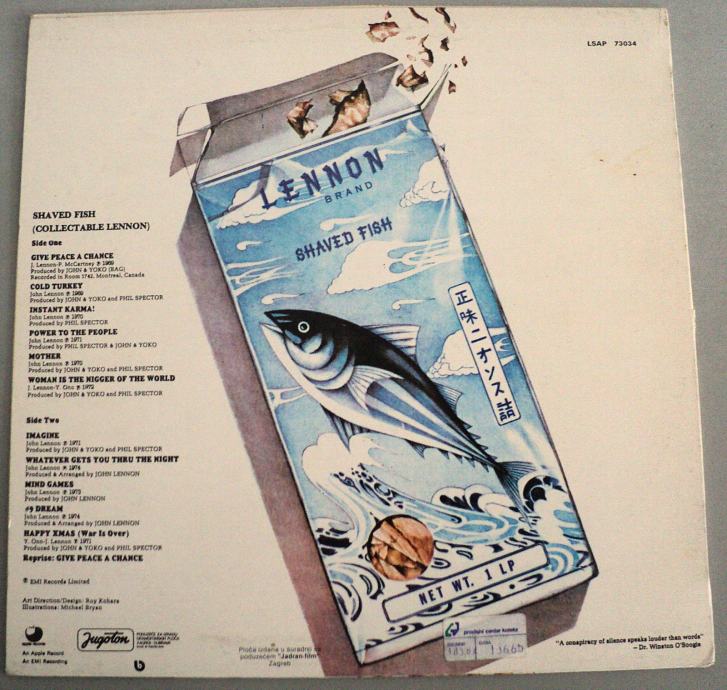 LSAP 73034
LENNON
BRAND
SHAVED FISH
正味二オンス詰
NET WT. 1 LP
SHAVED FISH
(COLLECTABLE LENNON)
Side One
GIVE PEACE A CHANCE
J. Lennon-P. McCartney ℗ 1969
Produced by JOHN & YOKO (BAG)
Recorded in Room 1742, Montreal, Canada
COLD TURKEY
John Lennon ℗ 1969
Produced by JOHN & YOKO and PHIL SPECTOR
INSTANT KARMA!
John Lennon ℗ 1970
Produced by PHIL SPECTOR
POWER TO THE PEOPLE
John Lennon ℗ 1971
Produced by PHIL SPECTOR & JOHN & YOKO
MOTHER
John Lennon ℗ 1970
Produced by JOHN & YOKO and PHIL SPECTOR
WOMAN IS THE NIGGER OF THE WORLD
J. Lennon-Y. Ono ℗ 1972
Produced by JOHN & YOKO and PHIL SPECTOR
Side Two
IMAGINE
John Lennon ℗ 1971
Produced by JOHN & YOKO and PHIL SPECTOR
WHATEVER GETS YOU THRU THE NIGHT
John Lennon ℗ 1974
Produced & Arranged by JOHN LENNON
MIND GAMES
John Lennon ℗ 1973
Produced by JOHN LENNON
#9 DREAM
John Lennon ℗ 1974
Produced & Arranged by JOHN LENNON
HAPPY XMAS (War Is Over)
Y. Ono-J. Lennon ℗ 1971
Produced by JOHN & YOKO and PHIL SPECTOR
Reprise: GIVE PEACE A CHANCE
℗ EMI Records Limited
Art Direction/Design: Roy Kohara
Illustrations: Michael Bryan
An Apple Record
An EMI Recording
Jugoton
Ploča izdana u suradnji sa
poduzećem "Jadran-film"
Zagreb
prodajni centar
"A conspiracy of silence speaks louder than words"
– Dr. Winston O'Boogie